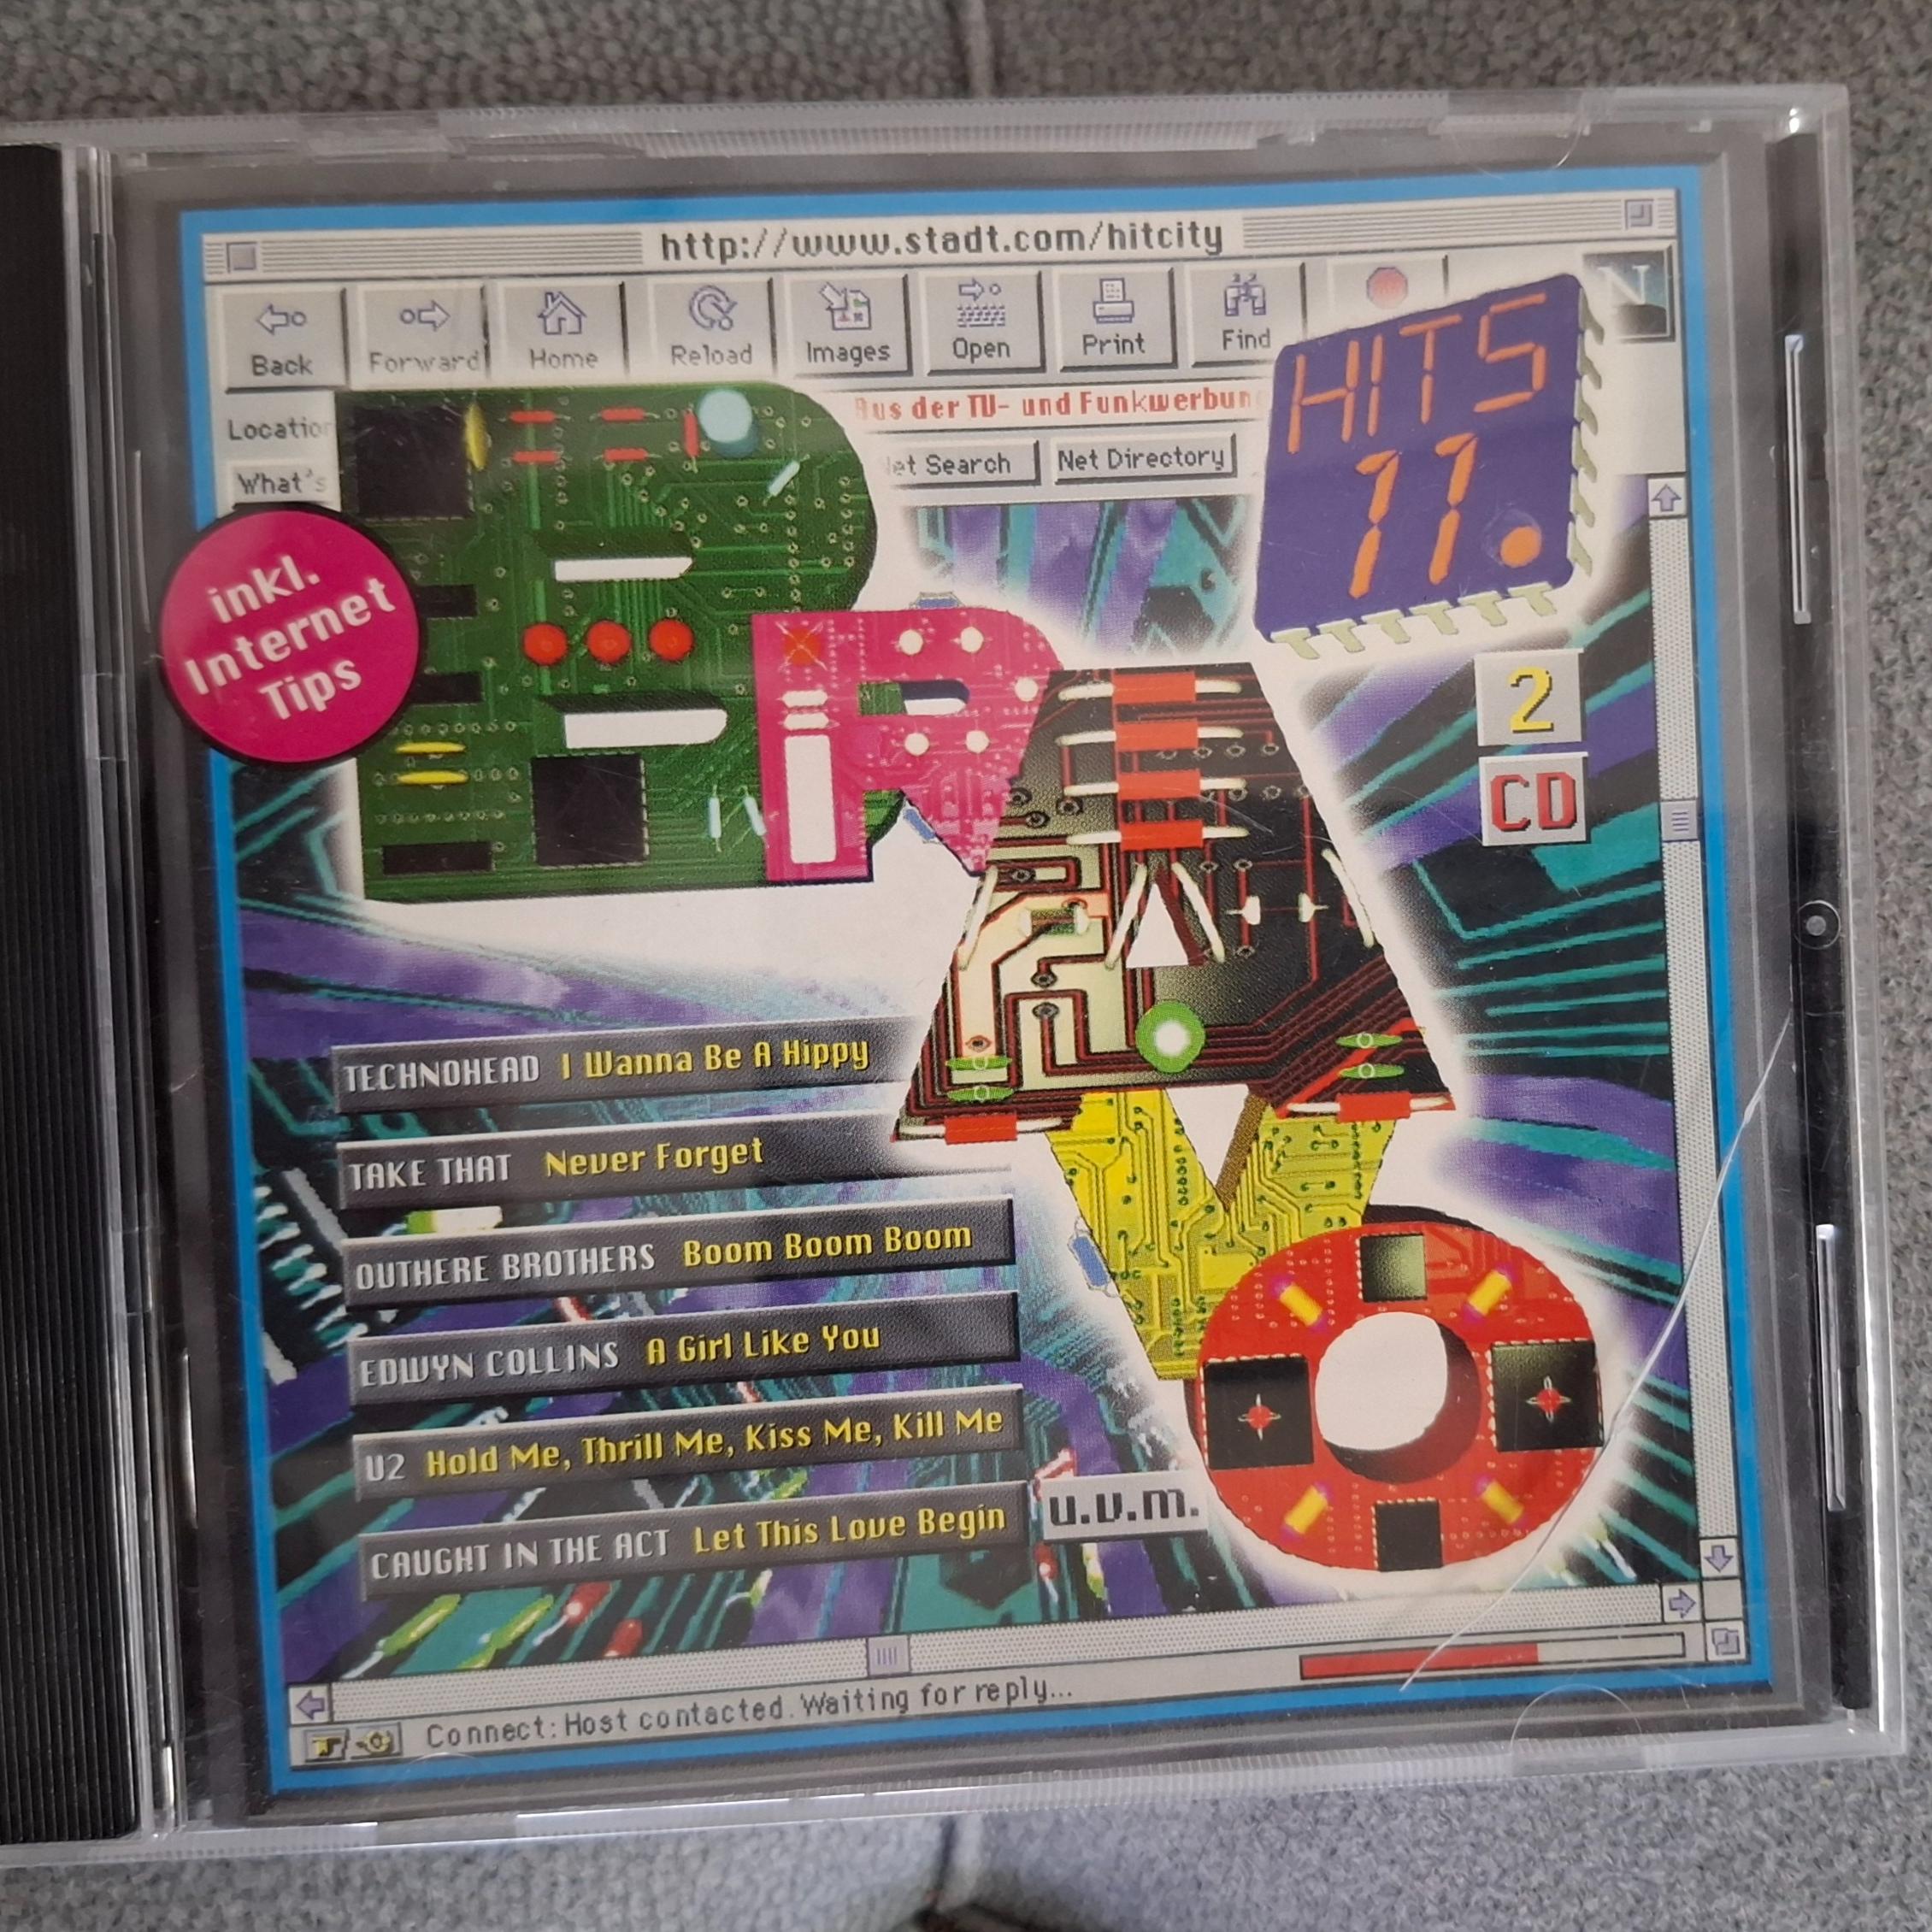 http://www.stadt.com/hitcity
Back
Forward
Home
Reload
Images
Open
Print
Find
N
HITS
11.
Aus der TV- und Funkwerbun
Location
Net Search
Net Directory
What's
inkl.
Internet
Tips
BRAVO
2
CD
TECHNOHEAD I Wanna Be A Hippy
TAKE THAT Never Forget
OUTHERE BROTHERS Boom Boom Boom
EDWYN COLLINS A Girl Like You
U2 Hold Me, Thrill Me, Kiss Me, Kill Me
CAUGHT IN THE ACT Let This Love Begin
u.v.m.
Connect: Host contacted. Waiting for reply...